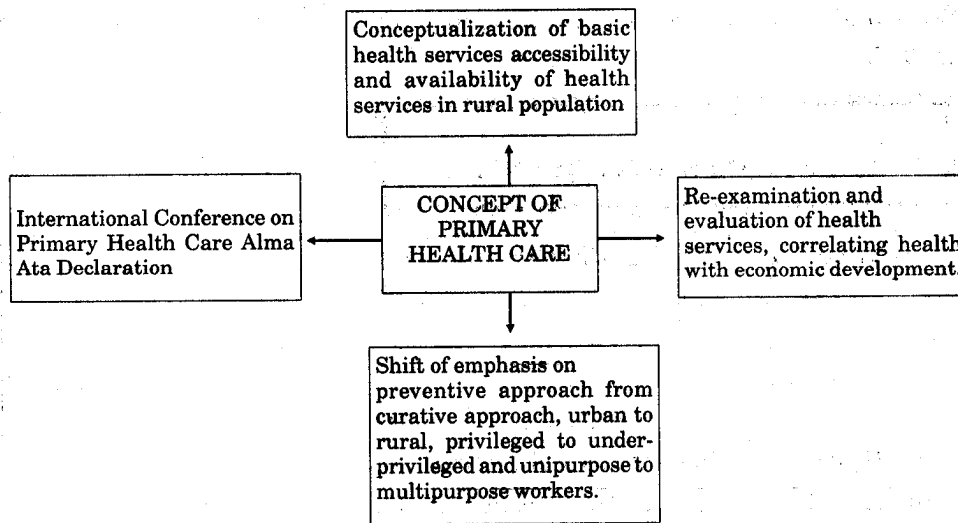 Conceptualization of basic
health services accessibility
and availability of health
services in rural population
International Conference on
Primary Health Care Alma
Ata Declaration
CONCEPT OF
PRIMARY
HEALTH CARE
Re-examination and
evaluation of health
services, correlating health
with economic development.
Shift of emphasis on
preventive approach from
curative approach, urban to
rural, privileged to under-
privileged and unipurpose to
multipurpose workers.